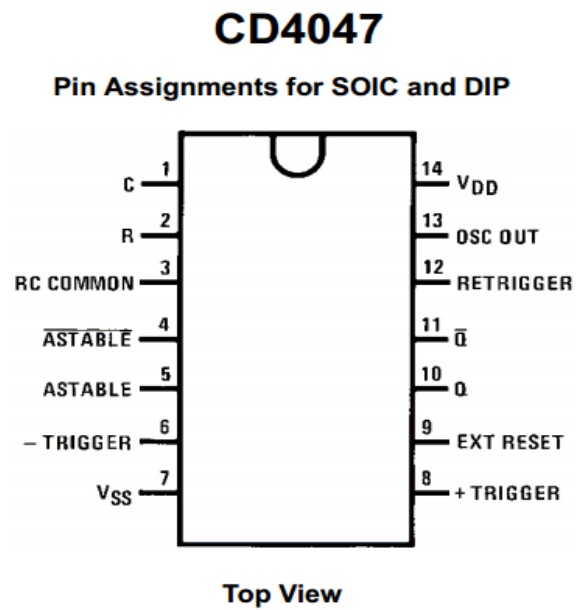 CD4047
Pin Assignments for SOIC and DIP
C 1
R 2
RC COMMON 3
A̅S̅T̅A̅B̅L̅E̅ 4
ASTABLE 5
– TRIGGER 6
VSS 7
14 VDD
13 OSC OUT
12 RETRIGGER
11 Q̅
10 Q
9 EXT RESET
8 + TRIGGER
Top View